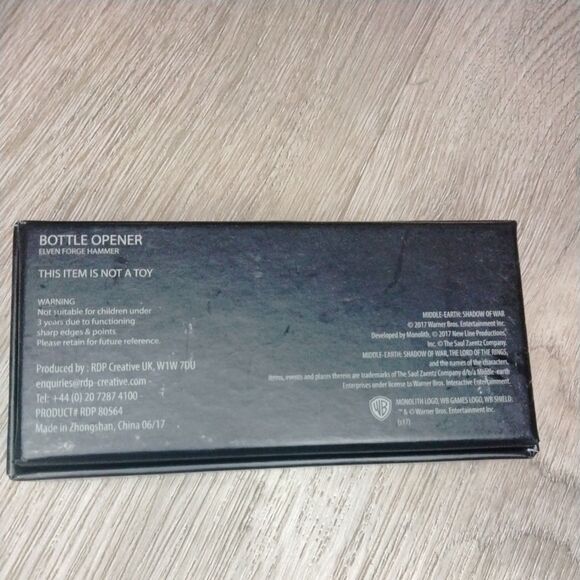 BOTTLE OPENER
ELVEN FORGE HAMMER
THIS ITEM IS NOT A TOY
WARNING
Not suitable for children under
3 years due to functioning
sharp edges & points.
Please retain for future reference.
Produced by : RDP Creative UK, W1W 7DU
enquiries@rdp-creative.com -
Tel: +44 (0) 20 7287 4100
PRODUCT# RDP 80564
Made in Zhongshan, China 06/17
MIDDLE-EARTH: SHADOW OF WAR
© 2017 Warner Bros. Entertainment Inc.
Developed by Monolith, © 2017 New Line Productions,
Inc. © The Saul Zaentz Company.
MIDDLE-EARTH: SHADOW OF WAR, THE LORD OF THE RINGS,
and the names of the characters,
items, events and places therein are trademarks of The Saul Zaentz Company d/b/a Middle-earth
Enterprises under license to Warner Bros. Interactive Entertainment.
WB
MONOLITH LOGO, WB GAMES LOGO, WB SHIELD:
™ & © Warner Bros. Entertainment Inc.
(s17)